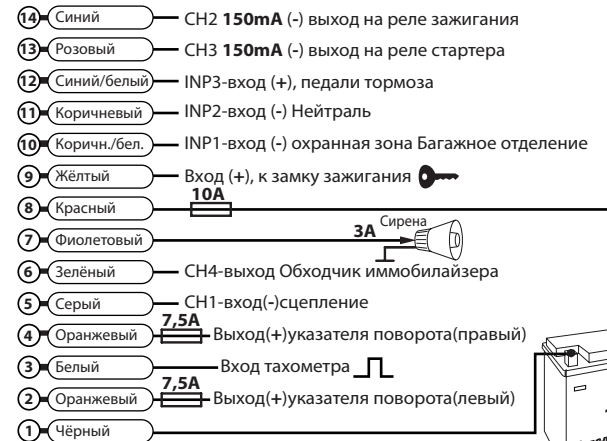 14 Синий CH2 150mA (-) выход на реле зажигания
13 Розовый CH3 150mA (-) выход на реле стартера
12 Синий/белый INP3-вход (+), педали тормоза
11 Коричневый INP2-вход (-) Нейтраль
10 Коричн./бел. INP1-вход (-) охранная зона Багажное отделение
9 Жёлтый Вход (+), к замку зажигания
8 Красный 10A
7 Фиолетовый 3A Сирена
6 Зелёный CH4-выход Обходчик иммобилайзера
5 Серый CH1-вход(-)сцепление
4 Оранжевый 7,5A Выход(+)указателя поворота(правый)
3 Белый Вход тахометра
2 Оранжевый 7,5A Выход(+)указателя поворота(левый)
1 Чёрный